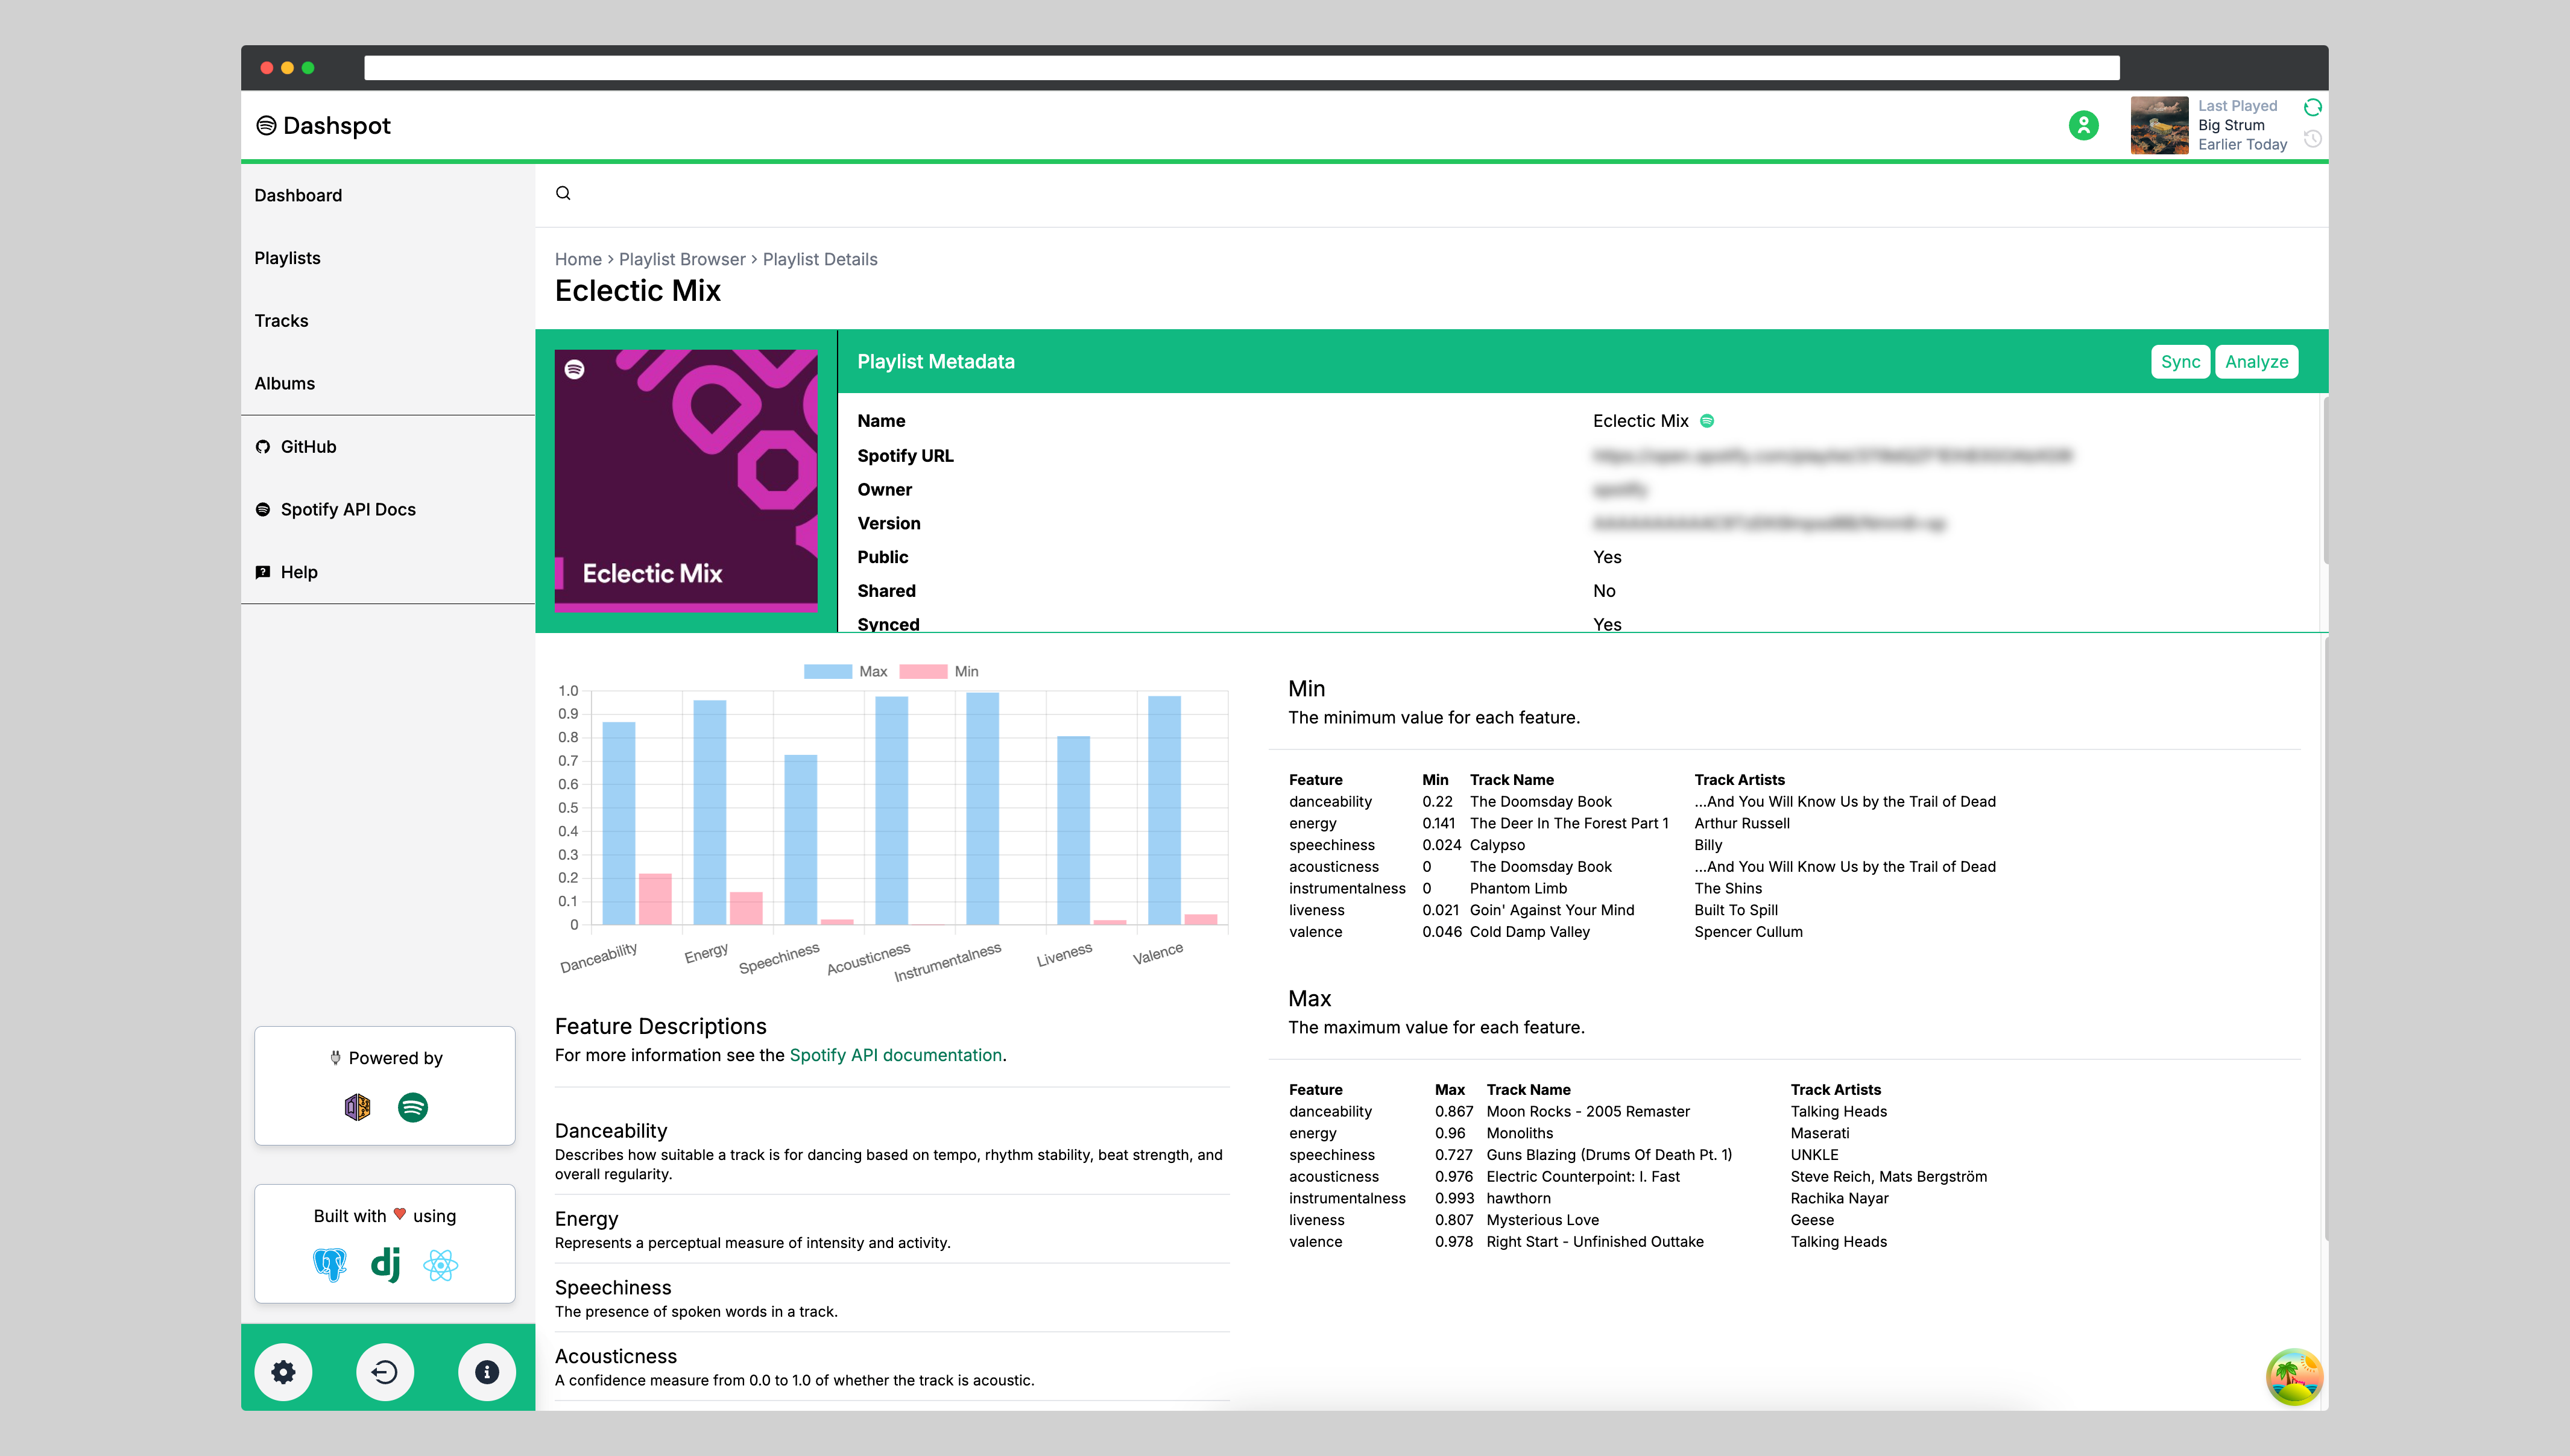 Dashspot
Last Played
Big Strum
Earlier Today
Dashboard
Playlists
Tracks
Albums
GitHub
Spotify API Docs
Help
Powered by
Built with using
dj
Home > Playlist Browser > Playlist Details
Eclectic Mix
Eclectic Mix
Playlist Metadata
Sync Analyze
Name Eclectic Mix
Spotify URL
Owner
Version
Public Yes
Shared No
Synced Yes
Max Min
1.0
0.9
0.8
0.7
0.6
0.5
0.4
0.3
0.2
0.1
0
Danceability Energy Speechiness Acousticness Instrumentalness Liveness Valence
Feature Descriptions
For more information see the Spotify API documentation.
Danceability
Describes how suitable a track is for dancing based on tempo, rhythm stability, beat strength, and
overall regularity.
Energy
Represents a perceptual measure of intensity and activity.
Speechiness
The presence of spoken words in a track.
Acousticness
A confidence measure from 0.0 to 1.0 of whether the track is acoustic.
Min
The minimum value for each feature.
Feature Min Track Name Track Artists
danceability 0.22 The Doomsday Book ...And You Will Know Us by the Trail of Dead
energy 0.141 The Deer In The Forest Part 1 Arthur Russell
speechiness 0.024 Calypso Billy
acousticness 0 The Doomsday Book ...And You Will Know Us by the Trail of Dead
instrumentalness 0 Phantom Limb The Shins
liveness 0.021 Goin' Against Your Mind Built To Spill
valence 0.046 Cold Damp Valley Spencer Cullum
Max
The maximum value for each feature.
Feature Max Track Name Track Artists
danceability 0.867 Moon Rocks - 2005 Remaster Talking Heads
energy 0.96 Monoliths Maserati
speechiness 0.727 Guns Blazing (Drums Of Death Pt. 1) UNKLE
acousticness 0.976 Electric Counterpoint: I. Fast Steve Reich, Mats Bergström
instrumentalness 0.993 hawthorn Rachika Nayar
liveness 0.807 Mysterious Love Geese
valence 0.978 Right Start - Unfinished Outtake Talking Heads